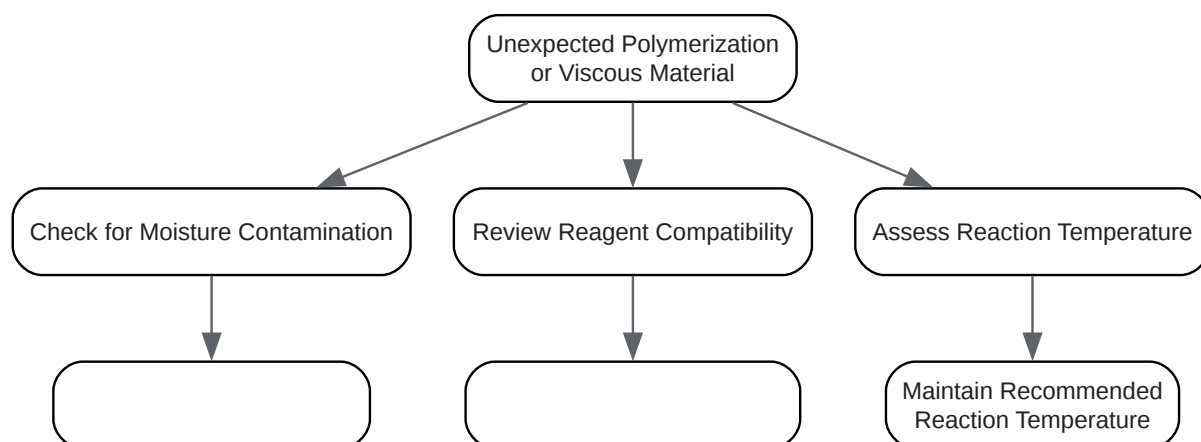 Unexpected Polymerization
or Viscous Material
Check for Moisture Contamination
Review Reagent Compatibility
Assess Reaction Temperature
Maintain Recommended
Reaction Temperature